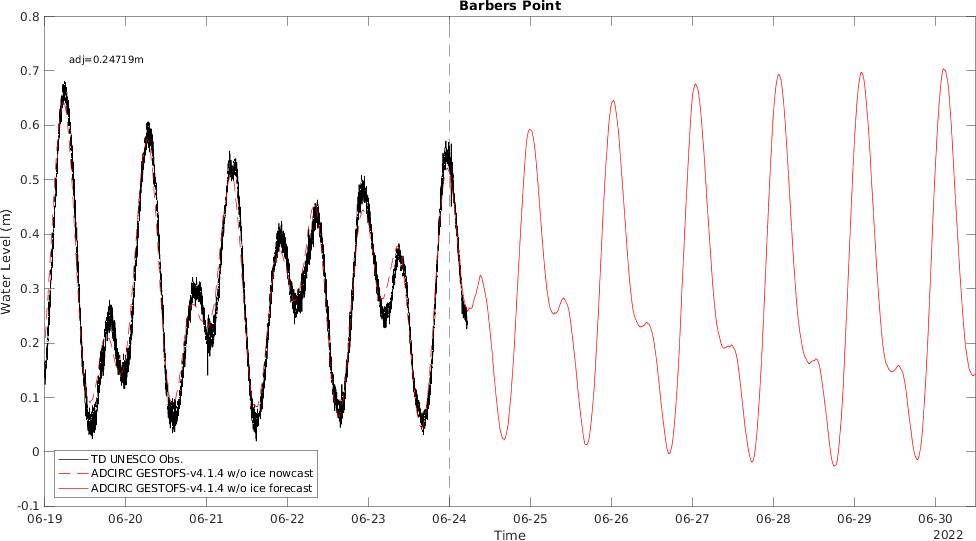 Barbers Point
adj=0.24719m
Water Level (m)
0.8
0.7
0.6
0.5
0.4
0.3
0.2
0.1
0
-0.1
TD UNESCO Obs.
ADCIRC GESTOFS-v4.1.4 w/o ice nowcast
ADCIRC GESTOFS-v4.1.4 w/o ice forecast
06-19 06-20 06-21 06-22 06-23 06-24 06-25 06-26 06-27 06-28 06-29 06-30
Time
2022